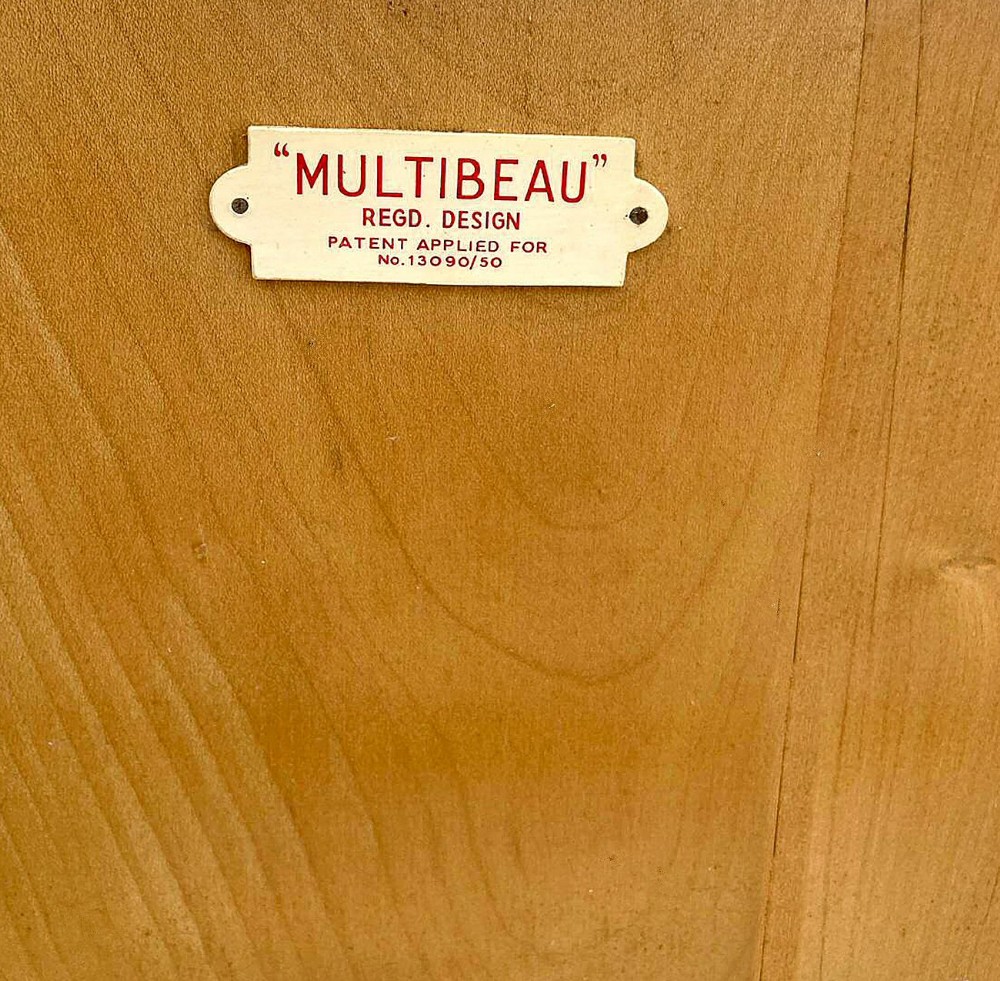 “MULTIBEAU”
REGD. DESIGN
PATENT APPLIED FOR
No. 13090/50